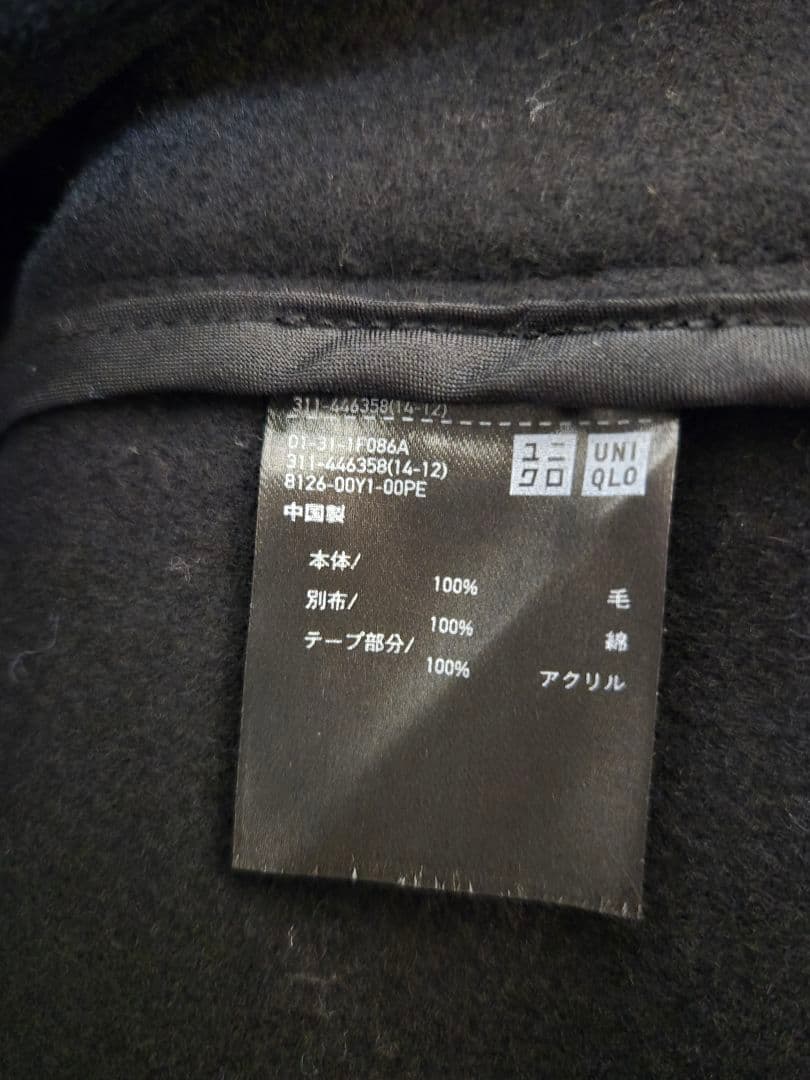 311-446358(14-12)
01-31-1F086A
311-446358(14-12)
8126-00Y1-00PE
ユニ
クロ
UNI
QLO
中国製
本体/
100% 毛
別布/
100% 綿
テープ部分/
100% アクリル